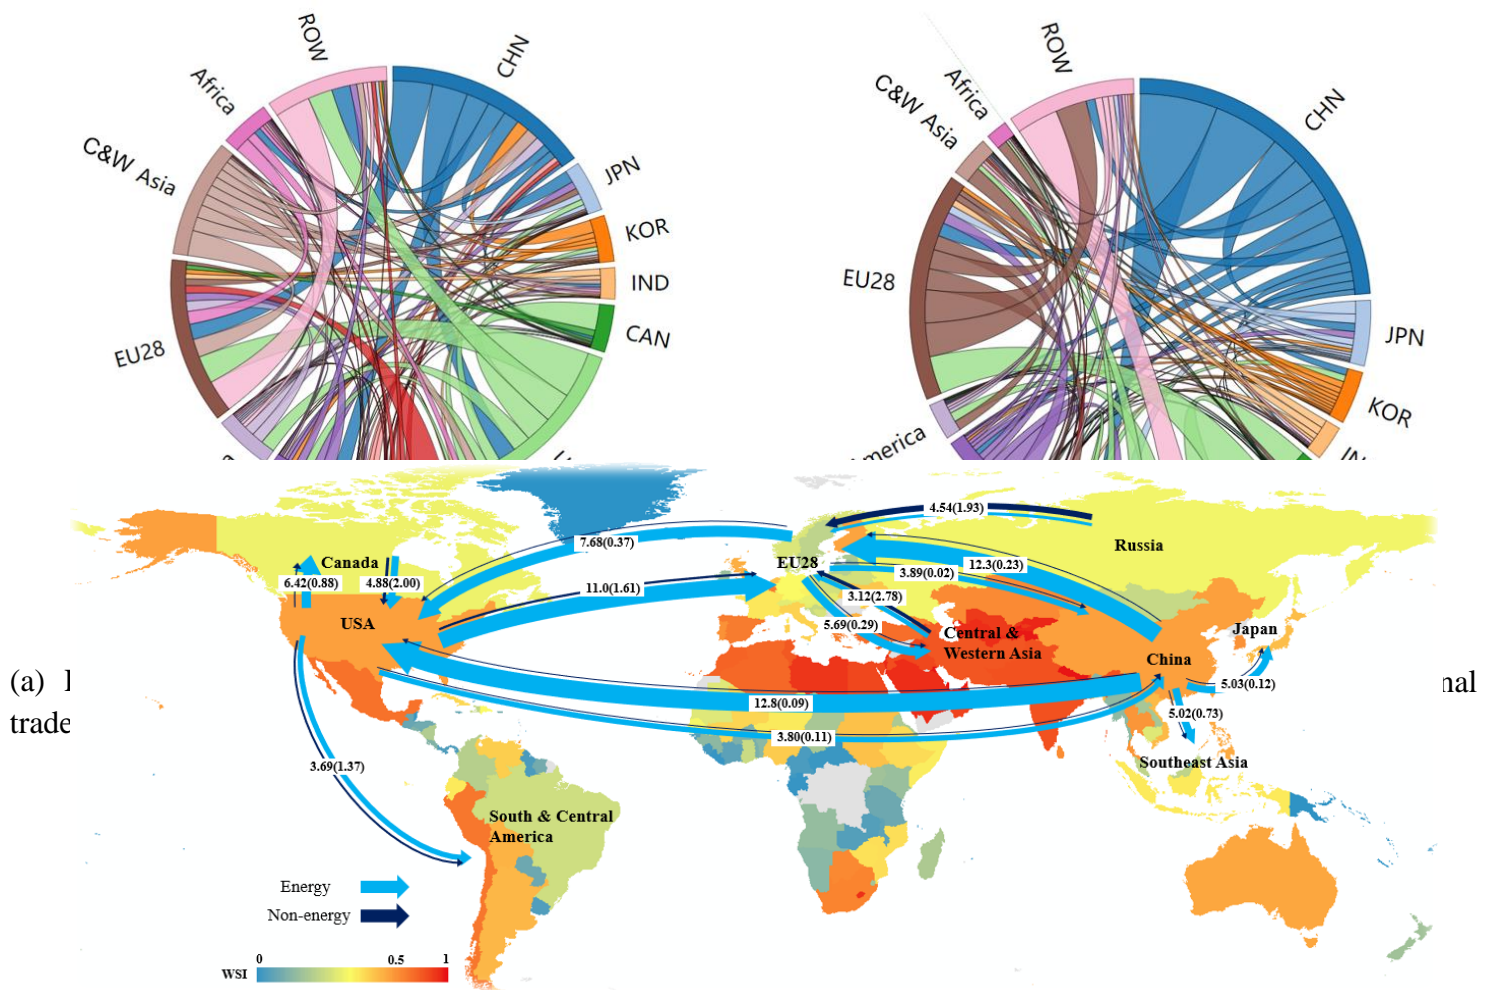 ROW
CHN
Africa
C&W Asia
JPN
KOR
IND
CAN
EU28
ROW
CHN
Africa
C&W Asia
EU28
JPN
KOR
merica
(a)
nal
trade
4.54(1.93)
7.68(0.37)
Russia
Canada
EU28
12.3(0.23)
3.89(0.02)
6.42(0.88)
4.88(2.00)
11.0(1.61)
3.12(2.78)
USA
5.69(0.29)
Central &
Western Asia
Japan
China
5.03(0.12)
12.8(0.09)
5.02(0.73)
3.80(0.11)
3.69(1.37)
Southeast Asia
South & Central
America
Energy
Non-energy
WSI
0
0.5
1